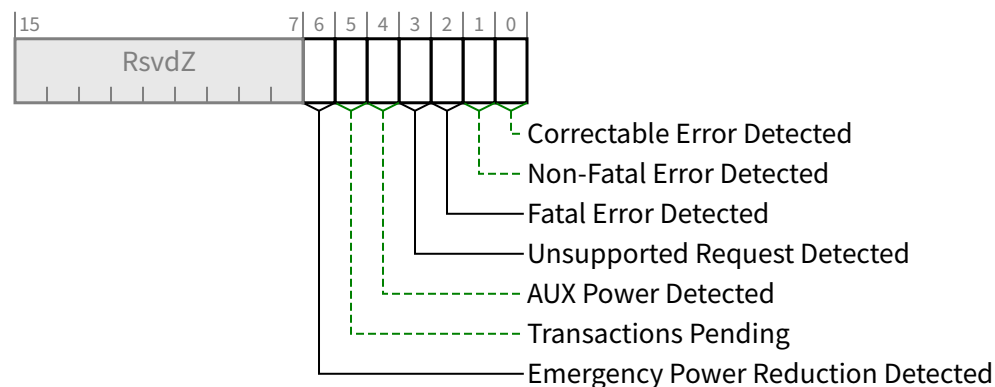 15 7 6 5 4 3 2 1 0
RsvdZ
Correctable Error Detected
Non-Fatal Error Detected
Fatal Error Detected
Unsupported Request Detected
AUX Power Detected
Transactions Pending
Emergency Power Reduction Detected